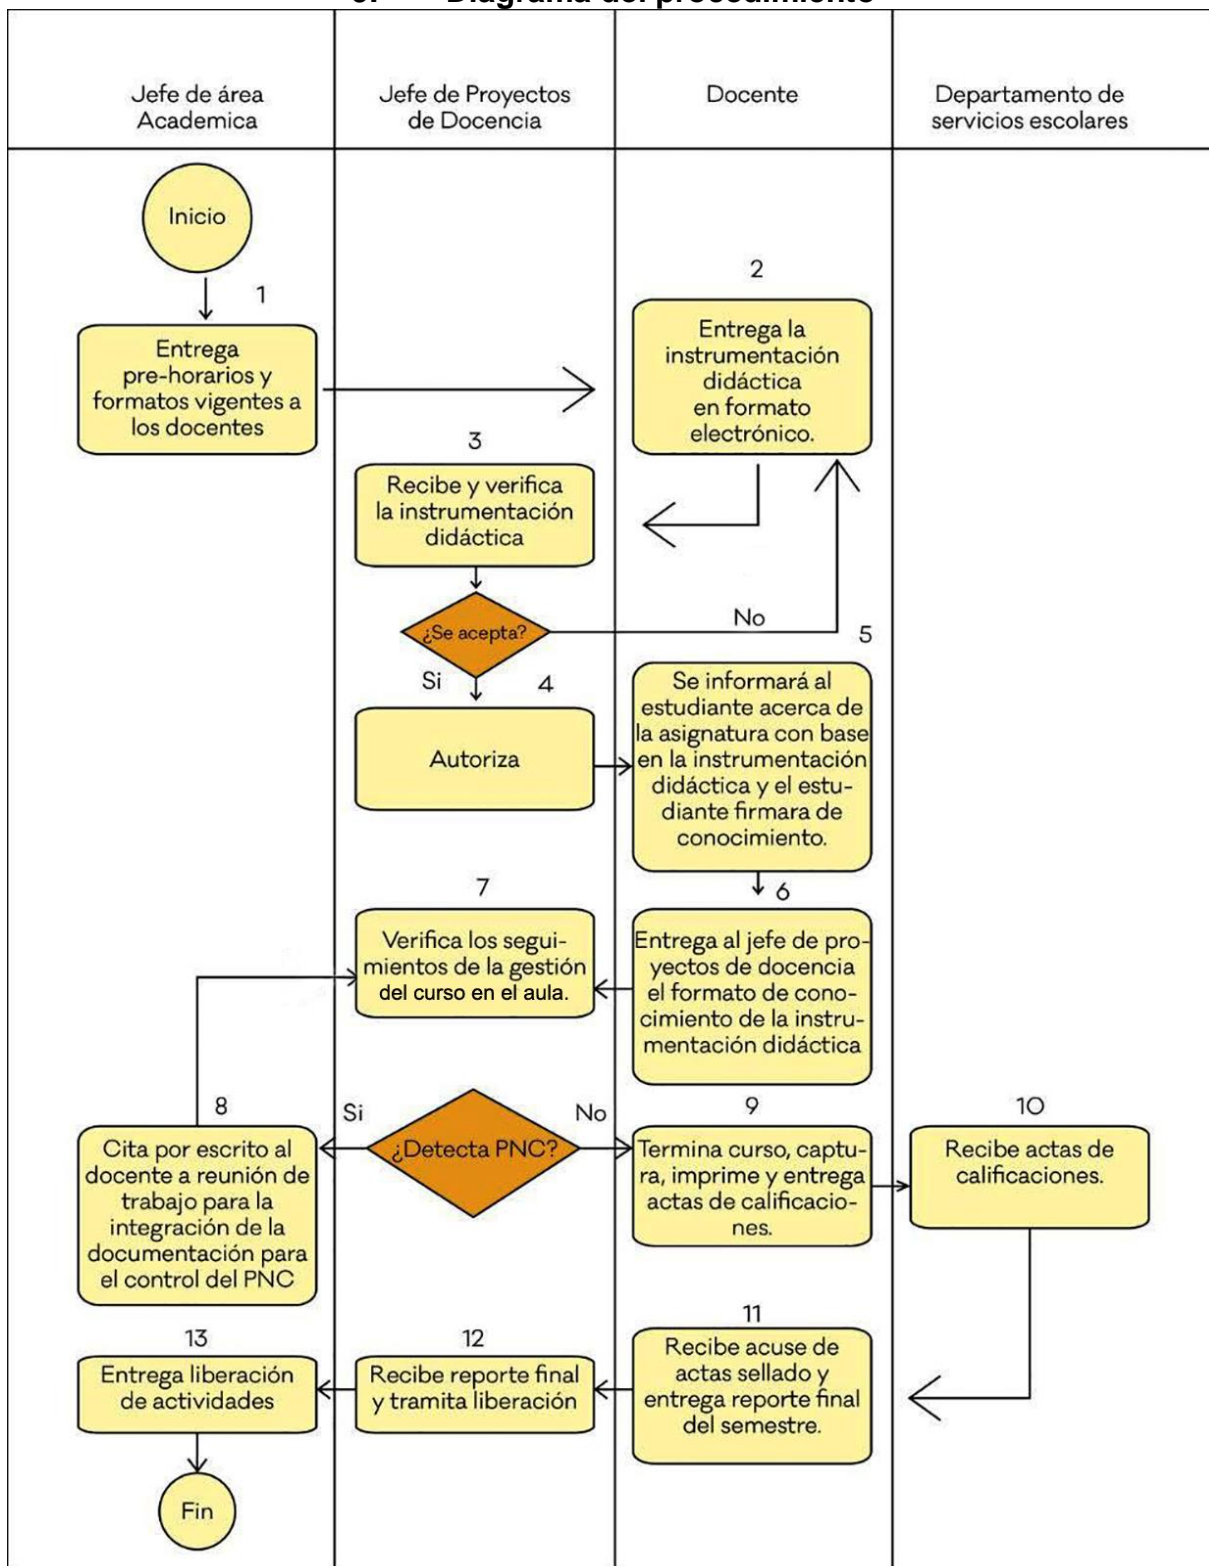 Diagrama del procedimiento
Jefe de área
Academica
Jefe de Proyectos
de Docencia
Docente
Departamento de
servicios escolares
Inicio
1
Entrega
pre-horarios y
formatos vigentes a
los docentes
2
Entrega la
instrumentación
didáctica
en formato
electrónico.
3
Recibe y verifica
la instrumentación
didáctica
¿Se acepta?
No
Si
4
Autoriza
5
Se informará al
estudiante acerca de
la asignatura con base
en la instrumentación
didáctica y el estu-
diante firmara de
conocimiento.
6
Entrega al jefe de pro-
yectos de docencia
el formato de cono-
cimiento de la instru-
mentación didáctica
7
Verifica los segui-
mientos de la gestión
del curso en el aula.
¿Detecta PNC?
Si
No
8
Cita por escrito al
docente a reunión de
trabajo para la
integración de la
documentación para
el control del PNC
9
Termina curso, captu-
ra, imprime y entrega
actas de calificacio-
nes.
10
Recibe actas de
calificaciones.
11
Recibe acuse de
actas sellado y
entrega reporte final
del semestre.
12
Recibe reporte final
y tramita liberación
13
Entrega liberación
de actividades
Fin